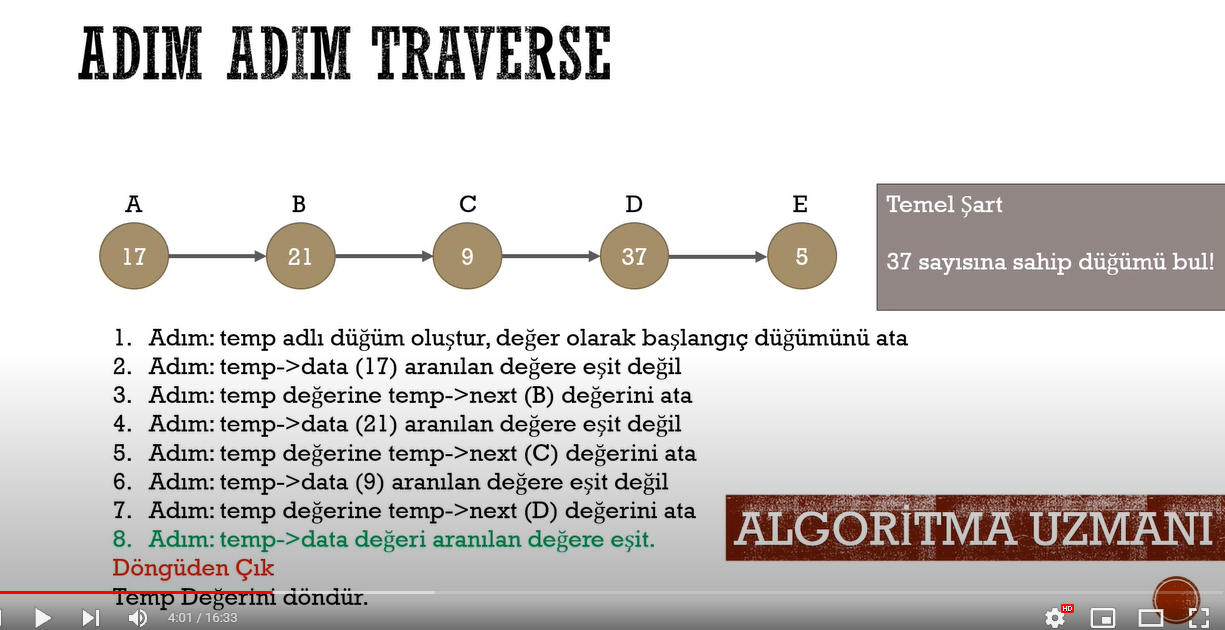 ADIM ADIM TRAVERSE
A B C D E
17 21 9 37 5
Temel Şart
37 sayısına sahip düğümü bul!
1. Adım: temp adlı düğüm oluştur, değer olarak başlangıç düğümünü ata
2. Adım: temp->data (17) aranılan değere eşit değil
3. Adım: temp değerine temp->next (B) değerini ata
4. Adım: temp->data (21) aranılan değere eşit değil
5. Adım: temp değerine temp->next (C) değerini ata
6. Adım: temp->data (9) aranılan değere eşit değil
7. Adım: temp değerine temp->next (D) değerini ata
8. Adım: temp->data değeri aranılan değere eşit.
Döngüden Çık
Temp Değerini döndür.
ALGORİTMA UZMANI
4:01 / 16:33
HD